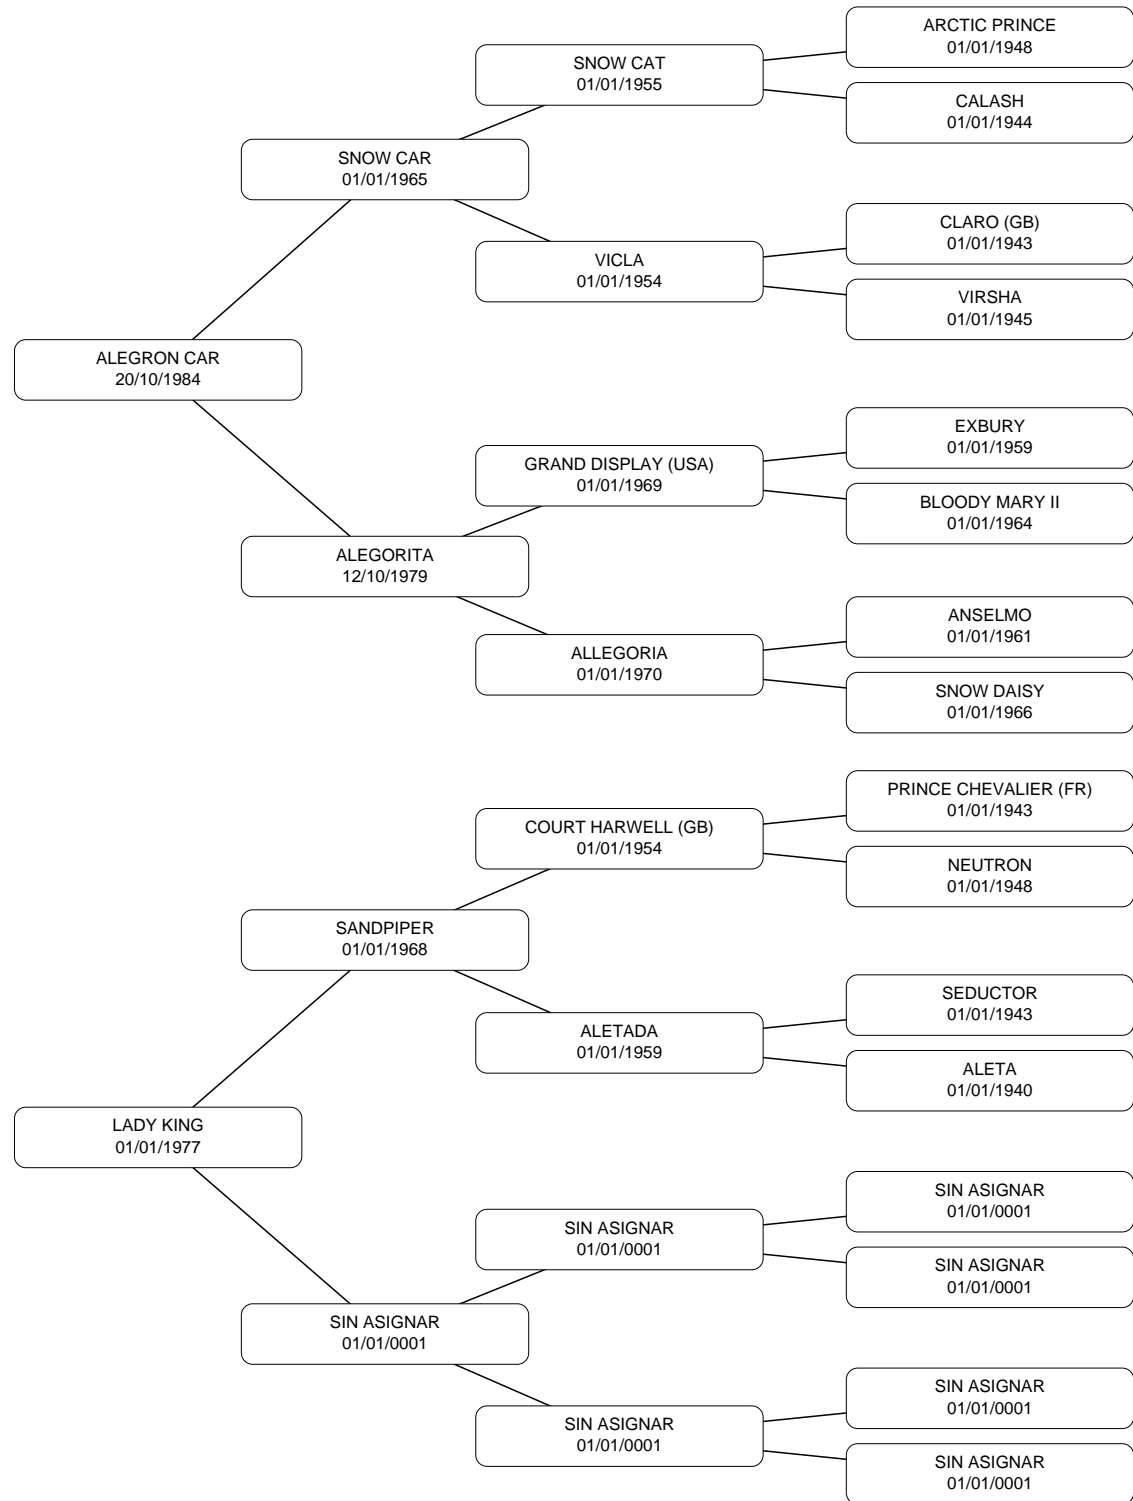 ARCTIC PRINCE
01/01/1948
SNOW CAT
01/01/1955
CALASH
01/01/1944
SNOW CAR
01/01/1965
CLARO (GB)
01/01/1943
VICLA
01/01/1954
VIRSHA
01/01/1945
ALEGRON CAR
20/10/1984
EXBURY
01/01/1959
GRAND DISPLAY (USA)
01/01/1969
BLOODY MARY II
01/01/1964
ALEGORITA
12/10/1979
ANSELMO
01/01/1961
ALLEGORIA
01/01/1970
SNOW DAISY
01/01/1966
PRINCE CHEVALIER (FR)
01/01/1943
COURT HARWELL (GB)
01/01/1954
NEUTRON
01/01/1948
SANDPIPER
01/01/1968
SEDUCTOR
01/01/1943
ALETADA
01/01/1959
ALETA
01/01/1940
LADY KING
01/01/1977
SIN ASIGNAR
01/01/0001
SIN ASIGNAR
01/01/0001
SIN ASIGNAR
01/01/0001
SIN ASIGNAR
01/01/0001
SIN ASIGNAR
01/01/0001
SIN ASIGNAR
01/01/0001
SIN ASIGNAR
01/01/0001